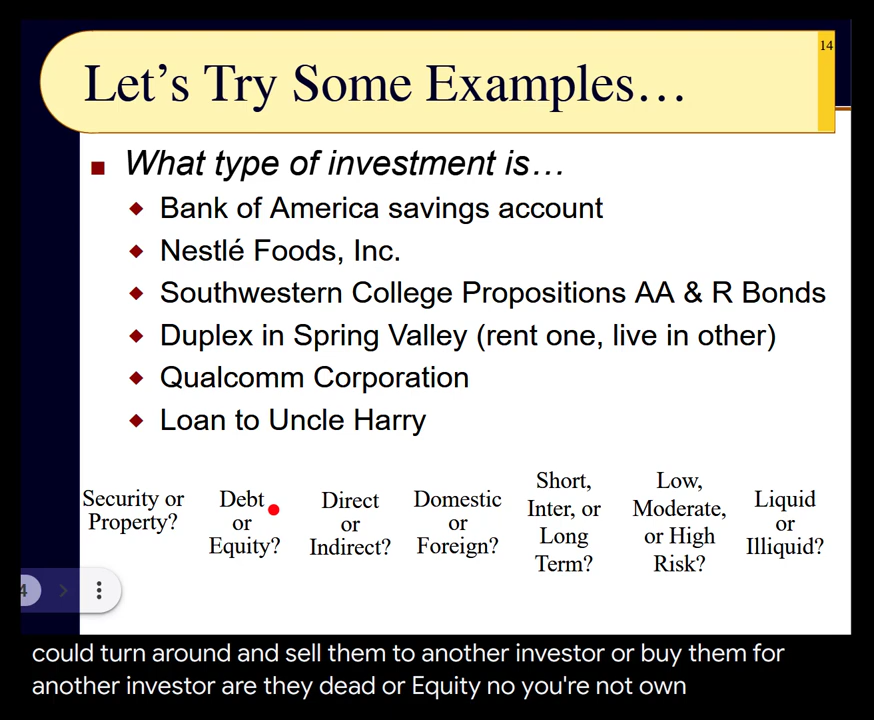 14
Let's Try Some Examples…
What type of investment is…
Bank of America savings account
Nestlé Foods, Inc.
Southwestern College Propositions AA & R Bonds
Duplex in Spring Valley (rent one, live in other)
Qualcomm Corporation
Loan to Uncle Harry
Security or
Property?
Debt
or
Equity?
Direct
or
Indirect?
Domestic
or
Foreign?
Short,
Inter, or
Long
Term?
Low,
Moderate,
or High
Risk?
Liquid
or
Illiquid?
4
could turn around and sell them to another investor or buy them for
another investor are they dead or Equity no you're not own